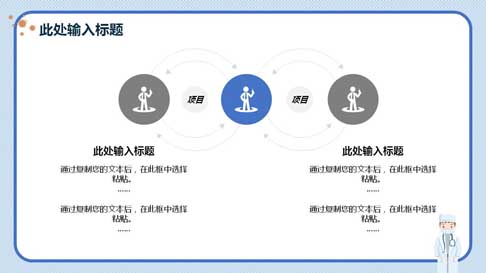 此处输入标题
项目
项目
此处输入标题
通过复制您的文本后，在此框中选择
粘贴。
……
通过复制您的文本后，在此框中选择
粘贴。
……
此处输入标题
通过复制您的文本后，在此框中选择
粘贴。
……
通过复制您的文本后，在此框中选择
粘贴。
……